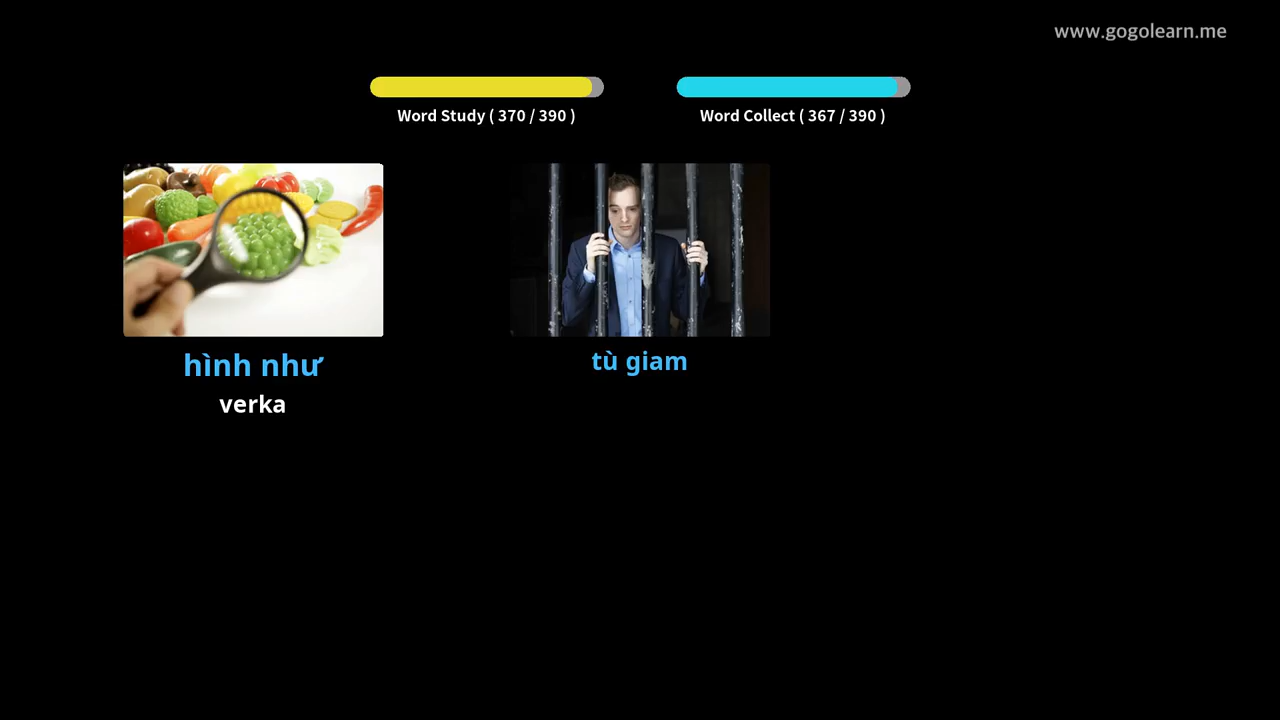 www.gogolearn.me
Word Study ( 370 / 390 )
Word Collect ( 367 / 390 )
hình như
verka
tù giam